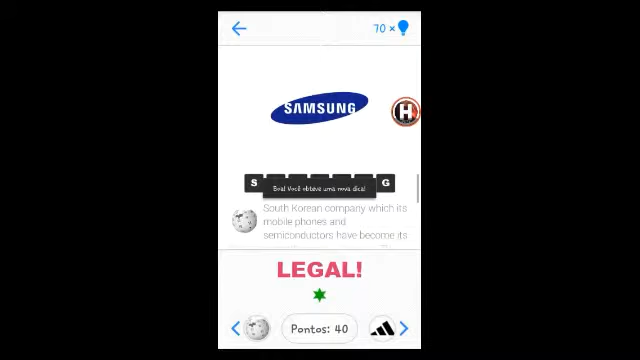 70 ×
SAMSUNG
H
S G
Boa! Você obteve uma nova dica!
South Korean company which its
mobile phones and
semiconductors have become its
LEGAL!
Pontos: 40